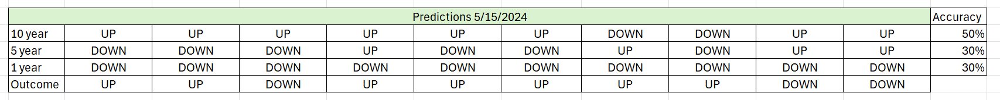 Predictions 5/15/2024 Accuracy
10 year UP UP UP UP UP UP DOWN DOWN UP UP 50%
5 year DOWN DOWN DOWN UP DOWN DOWN UP DOWN UP UP 30%
1 year DOWN DOWN DOWN DOWN DOWN DOWN DOWN DOWN DOWN DOWN 30%
Outcome UP UP DOWN UP UP UP UP UP DOWN DOWN